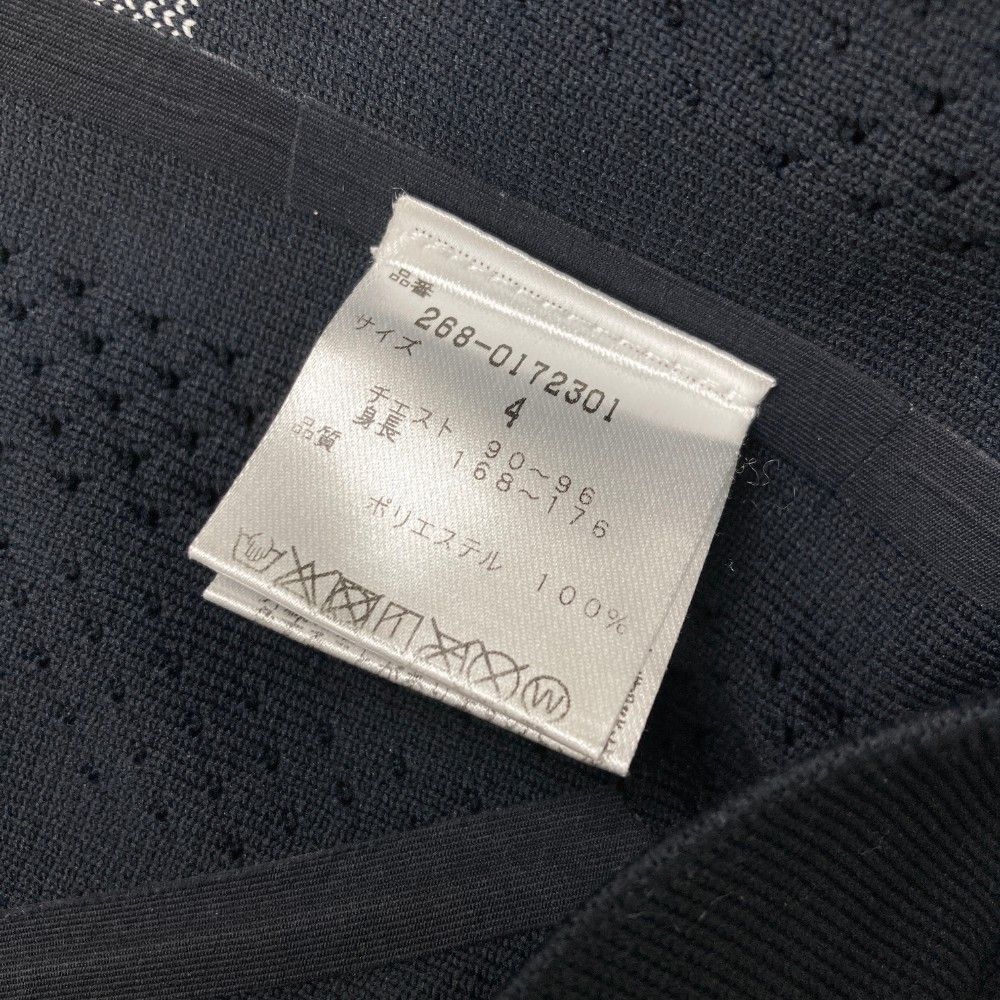 品番
268-0172301
サイズ
4
チエスト 90～96
身長 168～176
品質
ポリエステル 100%